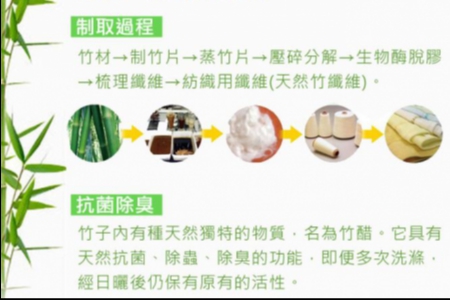 制取過程
竹材→制竹片→蒸竹片→壓碎分解→生物酶脫膠
→梳理纖維→紡織用纖維(天然竹纖維)。
抗菌除臭
竹子內有種天然獨特的物質，名為竹醋。它具有
天然抗菌、除蟲、除臭的功能，即便多次洗滌，
經日曬後仍保有原有的活性。